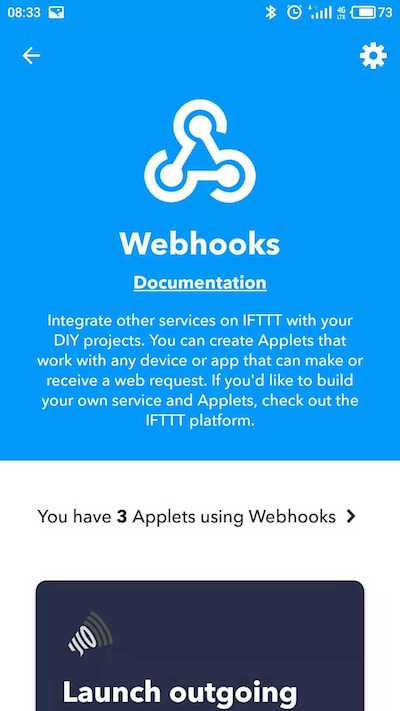 08:33 4G LTE 73
Webhooks
Documentation
Integrate other services on IFTTT with your
DIY projects. You can create Applets that
work with any device or app that can make or
receive a web request. If you'd like to build
your own service and Applets, check out the
IFTTT platform.
You have 3 Applets using Webhooks
Launch outgoing